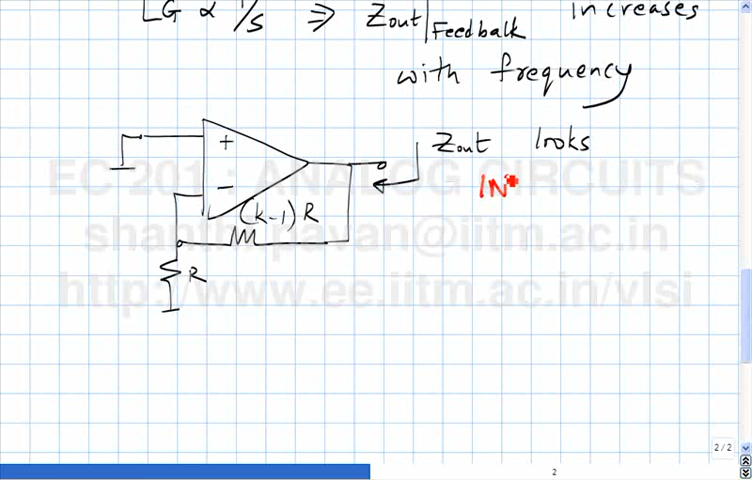 LG α 1/s ⇒ Zout|Feedback increases
with frequency
+
Zout looks
IN
−
(k-1) R
R
EC 201 : ANALOG CIRCUITS
shanthi.pavan@iitm.ac.in
http://www.ee.iitm.ac.in/vlsi
2 / 2
2